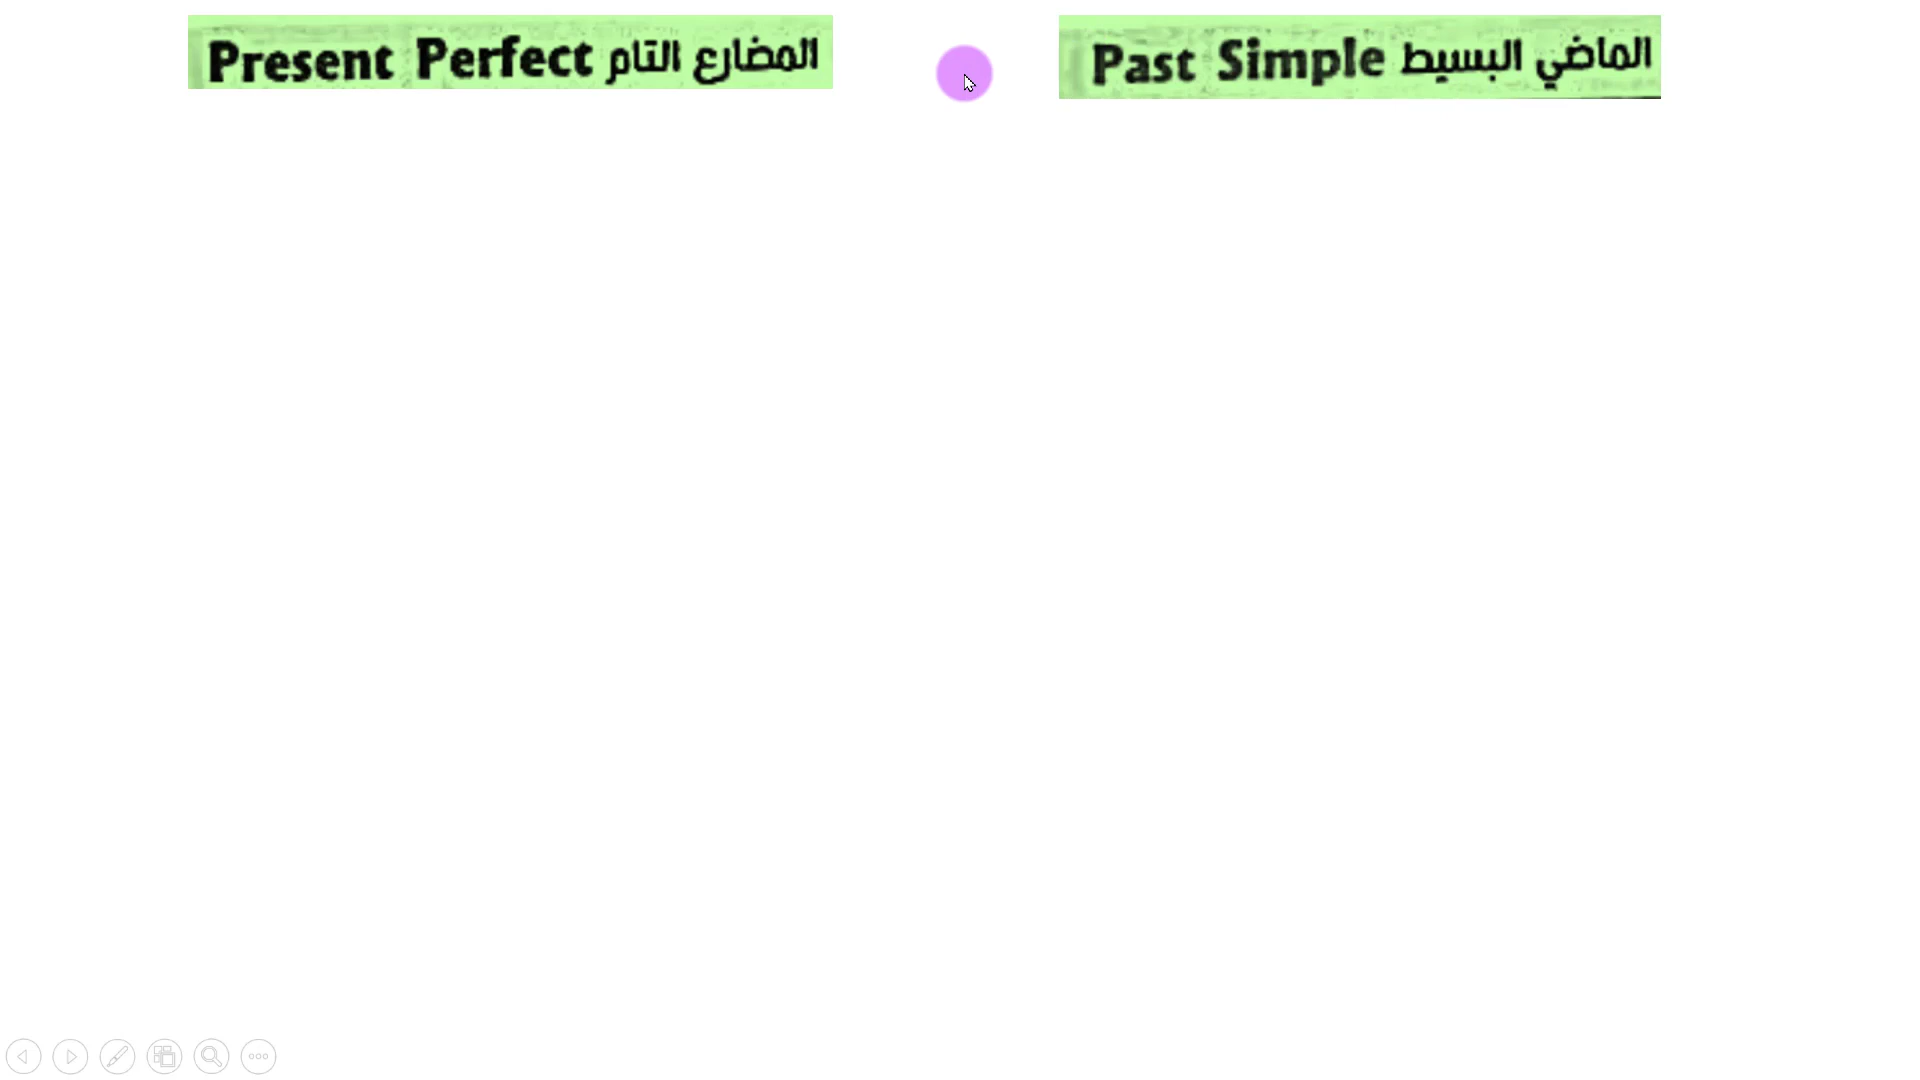 Present Perfect المضارع التام
Past Simple الماضي البسيط